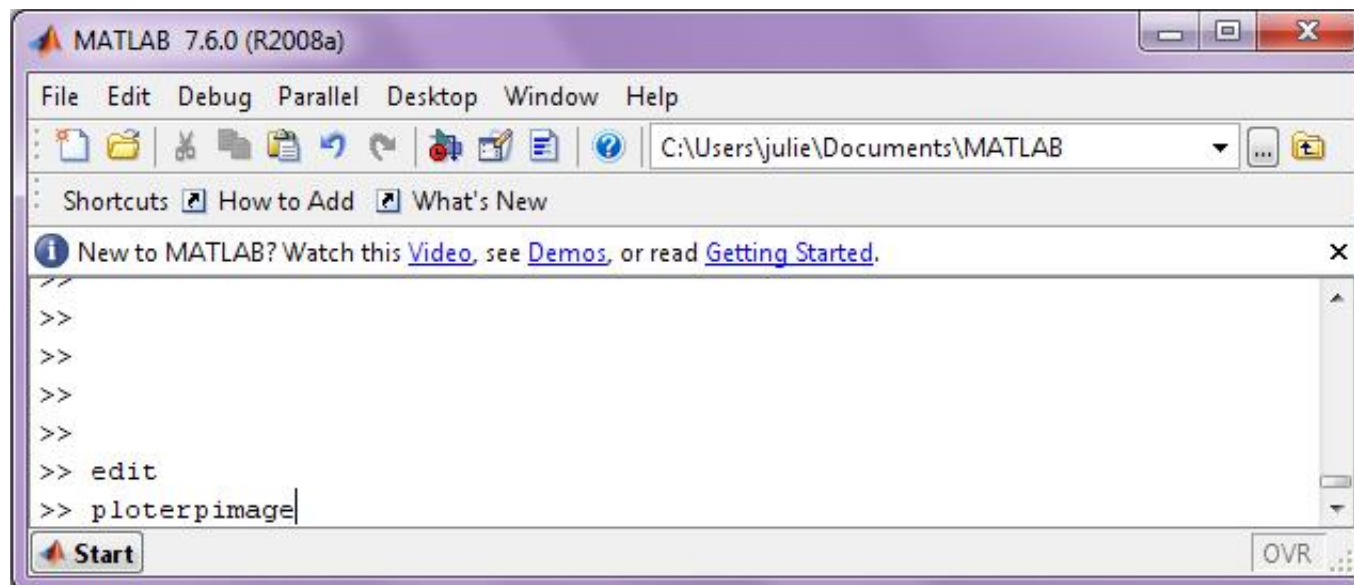 MATLAB 7.6.0 (R2008a)
File Edit Debug Parallel Desktop Window Help
C:\Users\julie\Documents\MATLAB ...
Shortcuts How to Add What's New
New to MATLAB? Watch this Video, see Demos, or read Getting Started.
>>
>>
>>
>>
>>
>> edit
>> ploterpimage
Start OVR